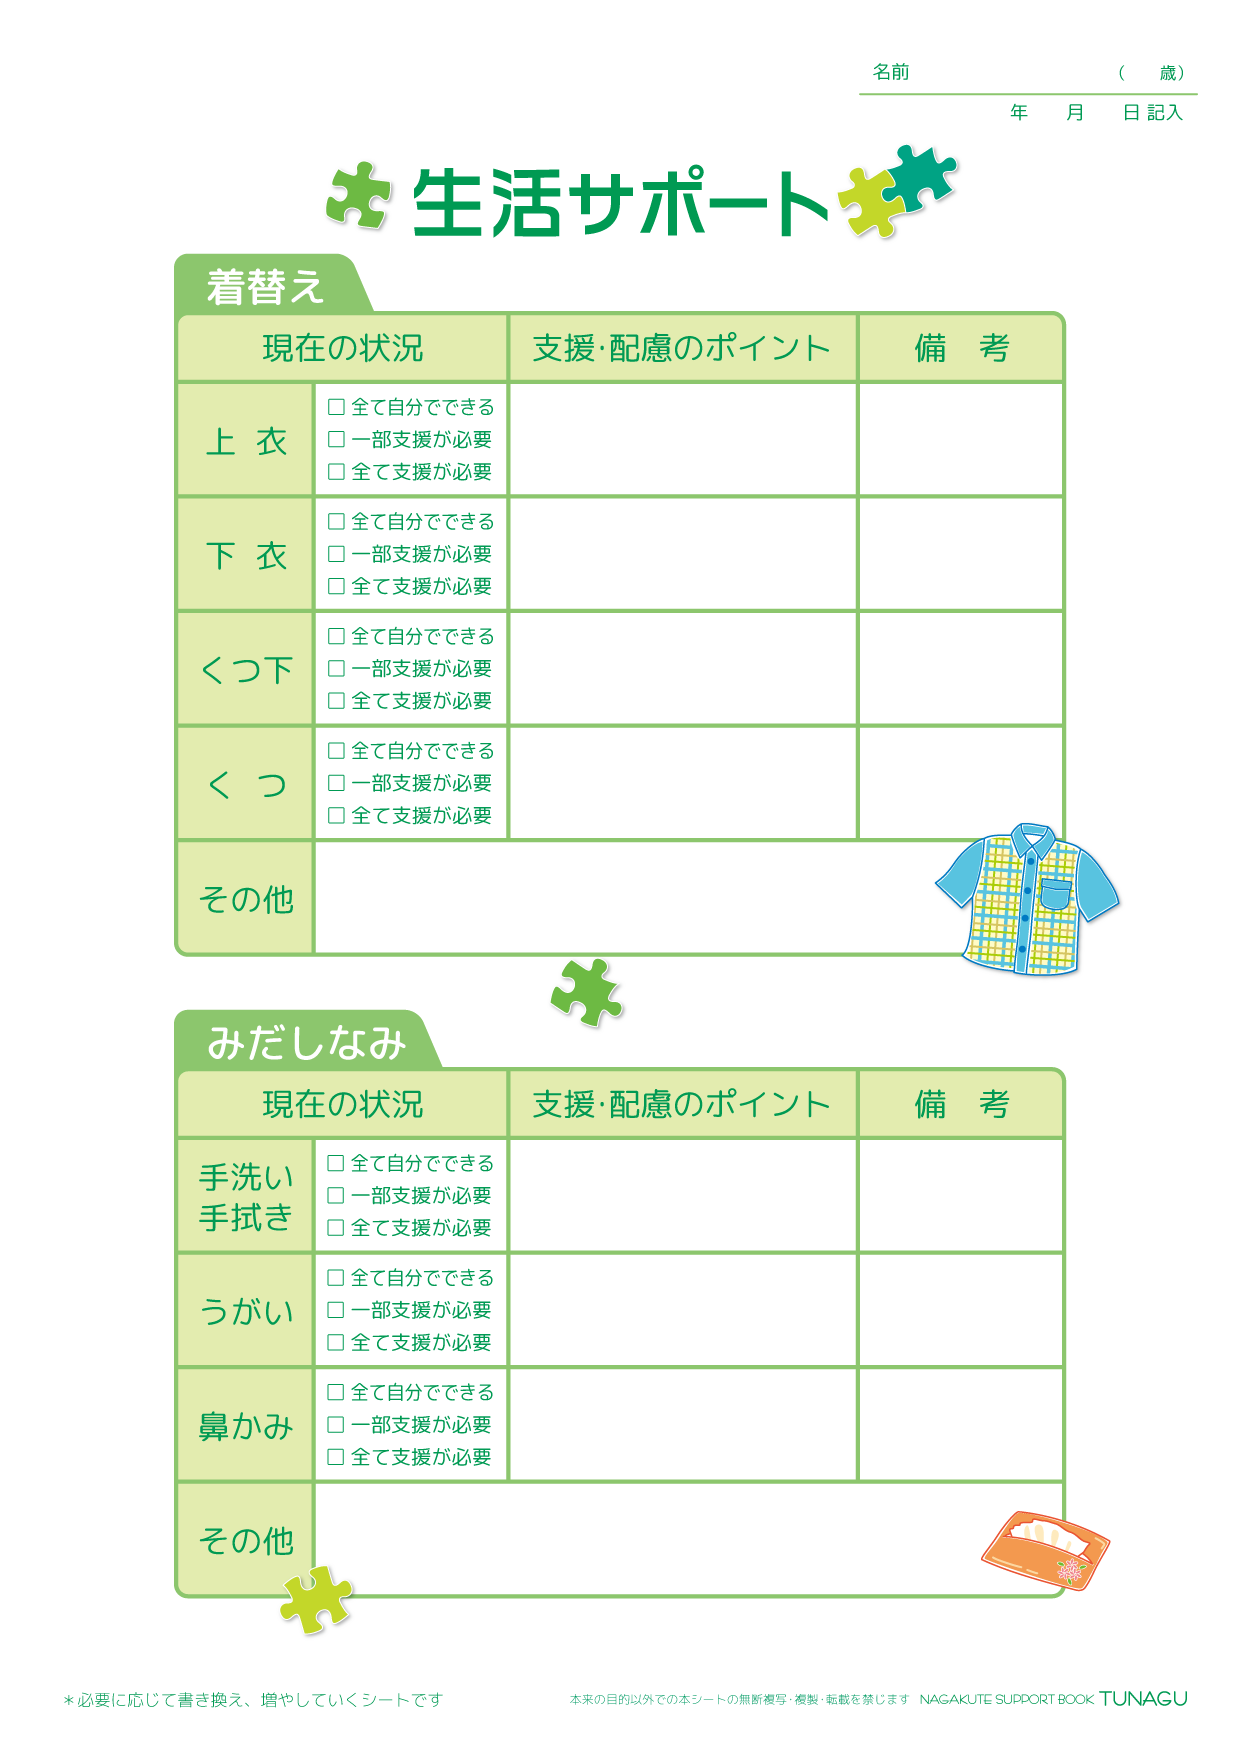 名前 （ 歳）
年 月 日 記入
生活サポート
着替え
現在の状況 支援・配慮のポイント 備 考
上 衣
□ 全て自分でできる
□ 一部支援が必要
□ 全て支援が必要
下 衣
□ 全て自分でできる
□ 一部支援が必要
□ 全て支援が必要
くつ下
□ 全て自分でできる
□ 一部支援が必要
□ 全て支援が必要
く つ
□ 全て自分でできる
□ 一部支援が必要
□ 全て支援が必要
その他
みだしなみ
現在の状況 支援・配慮のポイント 備 考
手洗い
手拭き
□ 全て自分でできる
□ 一部支援が必要
□ 全て支援が必要
うがい
□ 全て自分でできる
□ 一部支援が必要
□ 全て支援が必要
鼻かみ
□ 全て自分でできる
□ 一部支援が必要
□ 全て支援が必要
その他
＊必要に応じて書き換え、増やしていくシートです
本来の目的以外での本シートの無断複写・複製・転載を禁じます NAGAKUTE SUPPORT BOOK TUNAGU